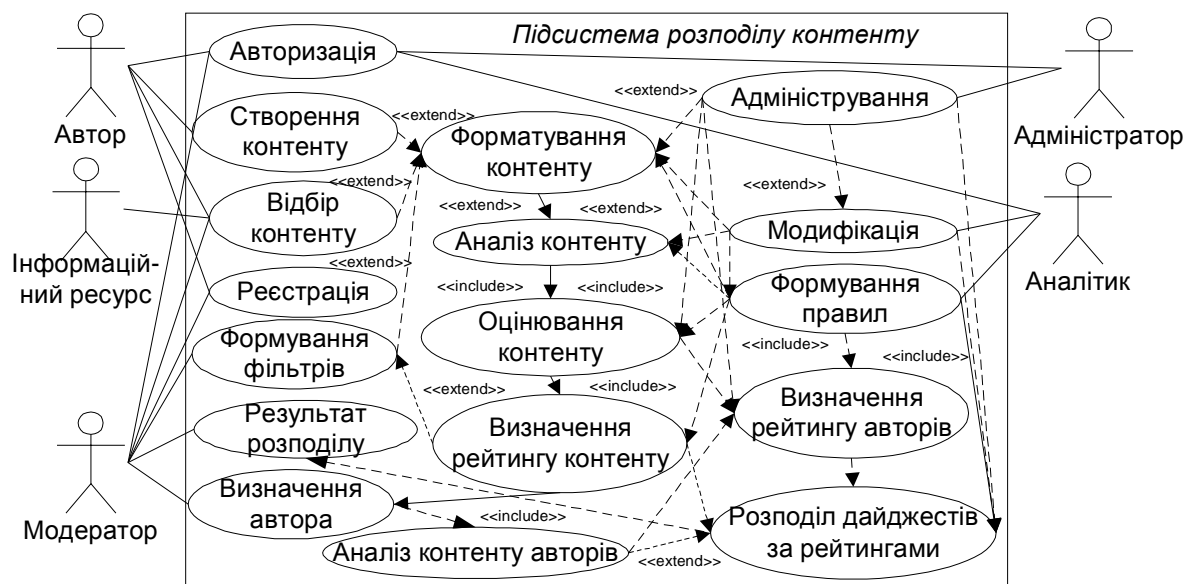 Підсистема розподілу контенту
Авторизація
<<extend>>
Адміністрування
Автор
Створення
контенту
<<extend>>
Форматування
контенту
Адміністратор
<<extend>>
Відбір
контенту
<<extend>>
<<extend>>
<<extend>>
Аналіз контенту
Модифікація
Інформацій-
ний ресурс
<<extend>>
Аналітик
Реєстрація
<<include>>
<<include>>
Формування
правил
Формування
фільтрів
Оцінювання
контенту
<<include>>
<<include>>
<<extend>>
<<include>>
Результат
розподілу
Визначення
рейтингу контенту
Визначення
рейтингу авторів
Модератор
Визначення
автора
<<include>>
Розподіл дайджестів
за рейтингами
Аналіз контенту авторів
<<extend>>